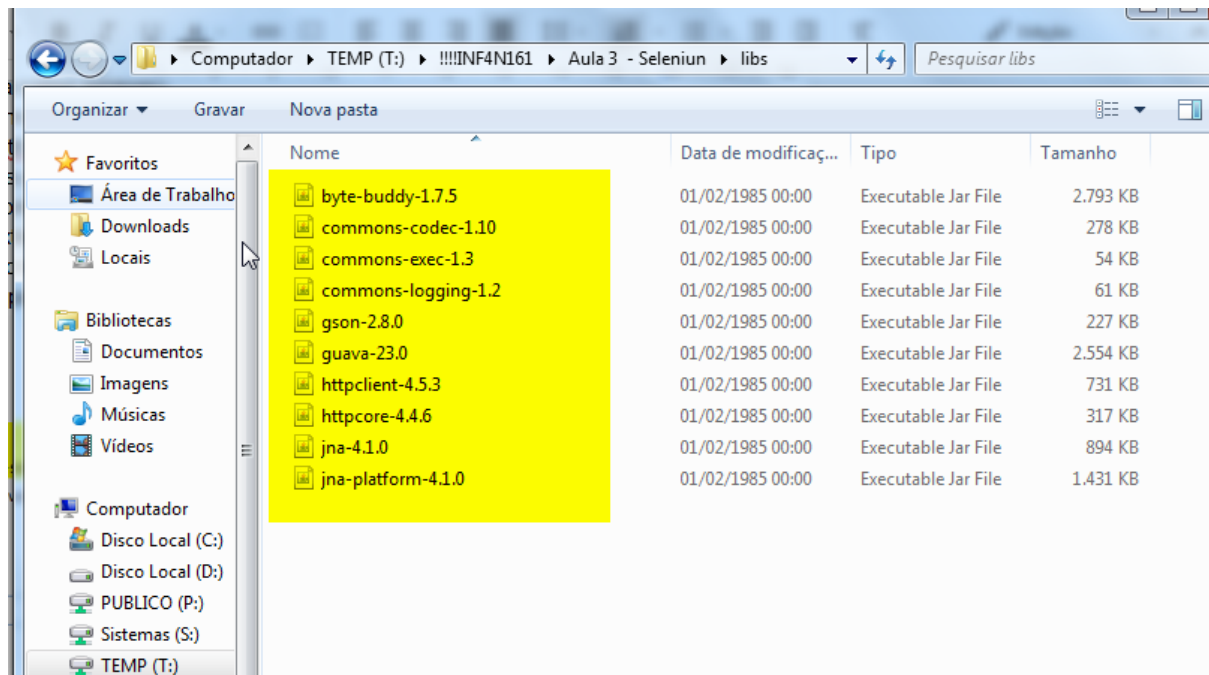 Computador ▸ TEMP (T:) ▸ !!!!INF4N161 ▸ Aula 3 - Seleniun ▸ libs
Pesquisar libs
Organizar Gravar Nova pasta
Nome Data de modificaç... Tipo Tamanho
Favoritos
Área de Trabalho
Downloads
Locais
Bibliotecas
Documentos
Imagens
Músicas
Vídeos
Computador
Disco Local (C:)
Disco Local (D:)
PUBLICO (P:)
Sistemas (S:)
TEMP (T:)
byte-buddy-1.7.5 01/02/1985 00:00 Executable Jar File 2.793 KB
commons-codec-1.10 01/02/1985 00:00 Executable Jar File 278 KB
commons-exec-1.3 01/02/1985 00:00 Executable Jar File 54 KB
commons-logging-1.2 01/02/1985 00:00 Executable Jar File 61 KB
gson-2.8.0 01/02/1985 00:00 Executable Jar File 227 KB
guava-23.0 01/02/1985 00:00 Executable Jar File 2.554 KB
httpclient-4.5.3 01/02/1985 00:00 Executable Jar File 731 KB
httpcore-4.4.6 01/02/1985 00:00 Executable Jar File 317 KB
jna-4.1.0 01/02/1985 00:00 Executable Jar File 894 KB
jna-platform-4.1.0 01/02/1985 00:00 Executable Jar File 1.431 KB